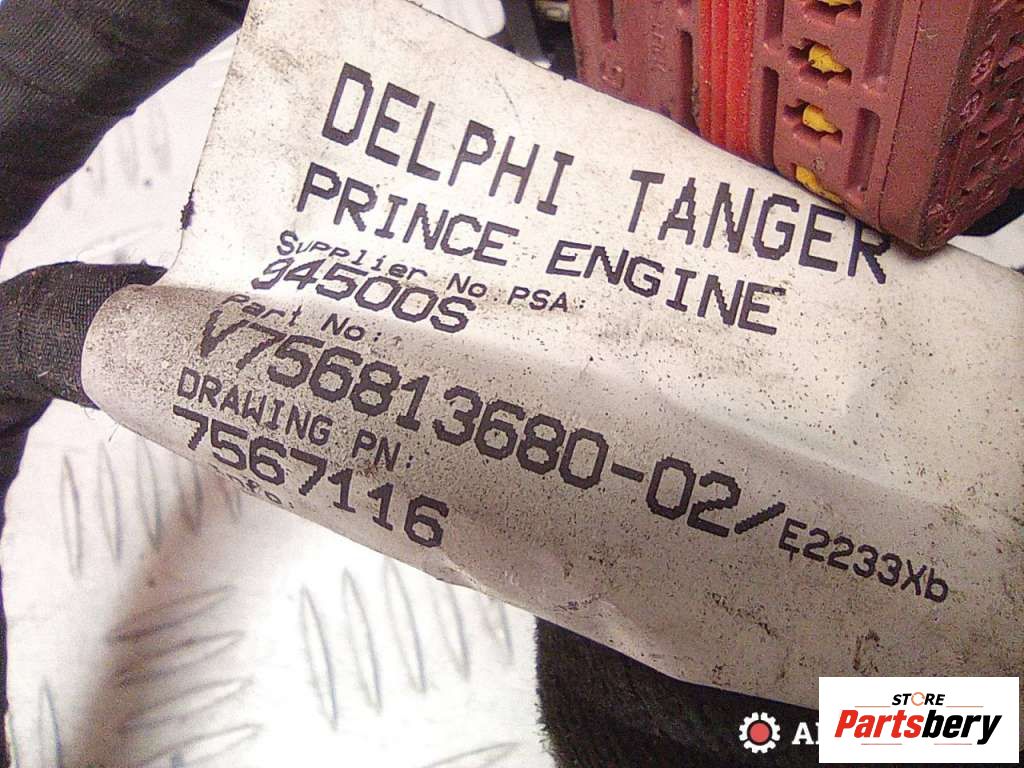 DELPHI TANGER
PRINCE ENGINE
Supplier No PSA:
94500S
Part No:
V756813680-02/E2233Xb
DRAWING PN:
7567116
STORE
Partsbery